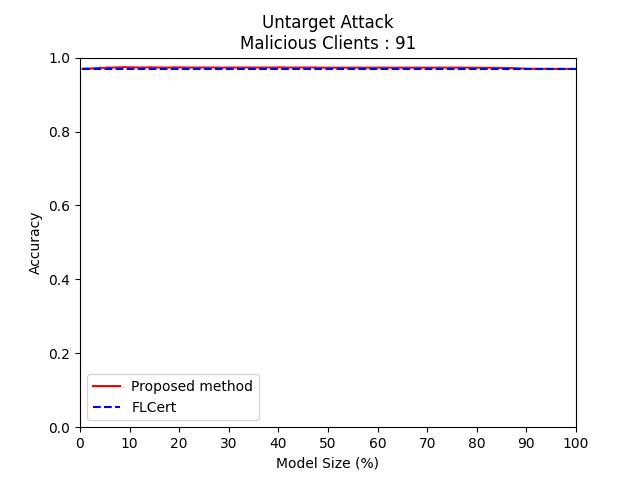 Untarget Attack
Malicious Clients : 91
Accuracy
1.0
0.8
0.6
0.4
0.2
0.0
Proposed method
FLCert
0 10 20 30 40 50 60 70 80 90 100
Model Size (%)